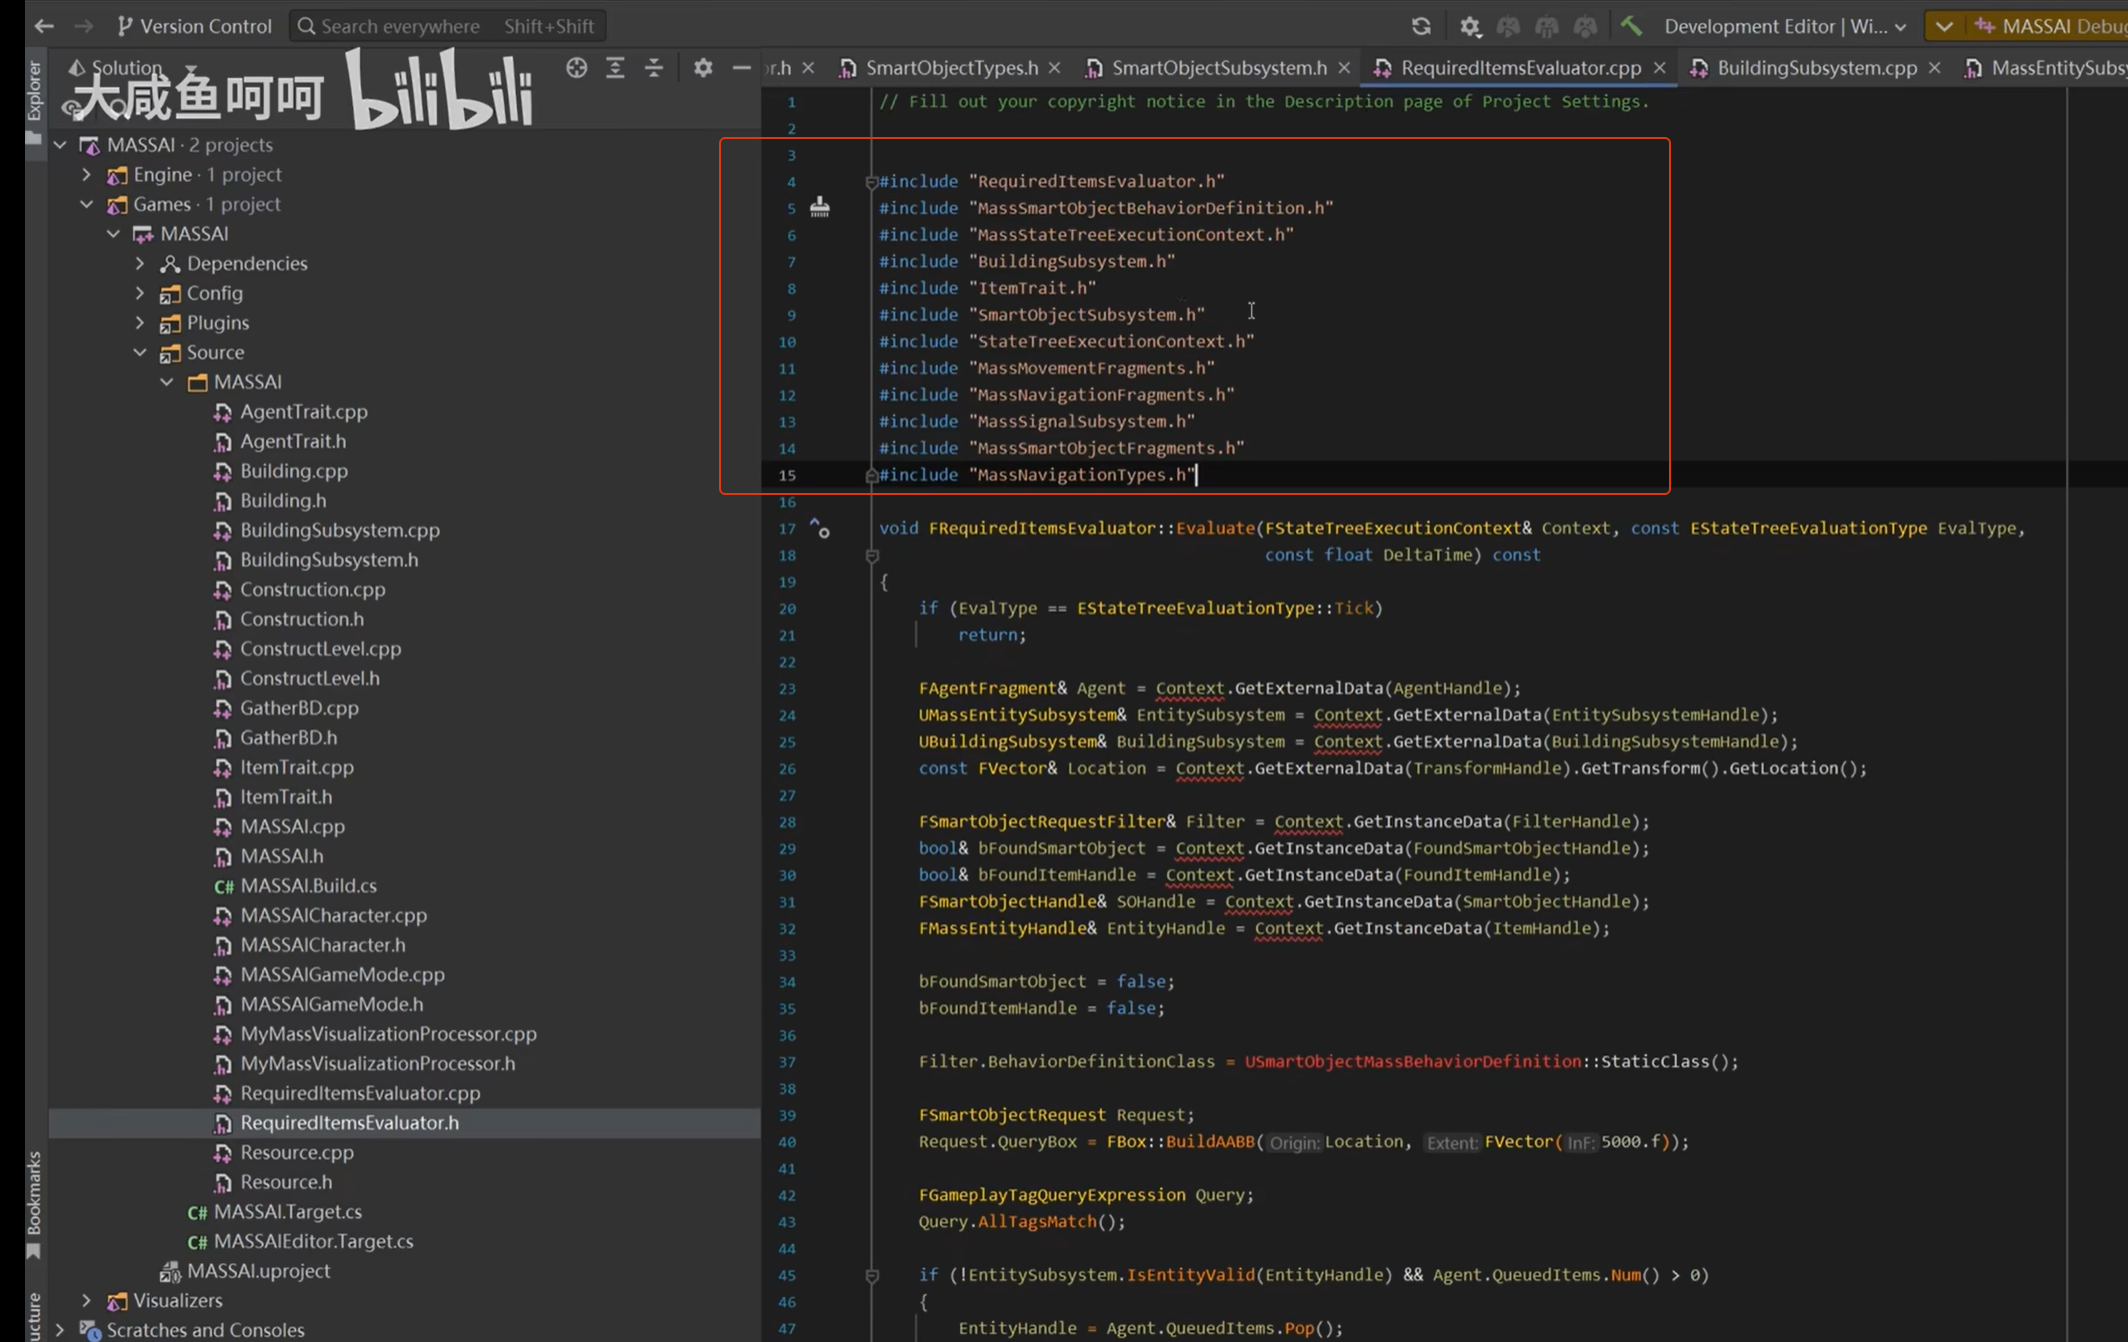 Version Control
Search everywhere Shift+Shift
Development Editor | Wi...
MASSAI Debug
Explorer
Solution
大咸鱼呵呵 bilibili
or.h
SmartObjectTypes.h
SmartObjectSubsystem.h
RequiredItemsEvaluator.cpp
BuildingSubsystem.cpp
MassEntitySubsy
MASSAI · 2 projects
Engine · 1 project
Games · 1 project
MASSAI
Dependencies
Config
Plugins
Source
MASSAI
AgentTrait.cpp
AgentTrait.h
Building.cpp
Building.h
BuildingSubsystem.cpp
BuildingSubsystem.h
Construction.cpp
Construction.h
ConstructLevel.cpp
ConstructLevel.h
GatherBD.cpp
GatherBD.h
ItemTrait.cpp
ItemTrait.h
MASSAI.cpp
MASSAI.h
C# MASSAI.Build.cs
MASSAICharacter.cpp
MASSAICharacter.h
MASSAIGameMode.cpp
MASSAIGameMode.h
MyMassVisualizationProcessor.cpp
MyMassVisualizationProcessor.h
RequiredItemsEvaluator.cpp
RequiredItemsEvaluator.h
Resource.cpp
Resource.h
C# MASSAI.Target.cs
C# MASSAIEditor.Target.cs
MASSAI.uproject
Visualizers
Scratches and Consoles
Bookmarks
ucture
1 // Fill out your copyright notice in the Description page of Project Settings.
2
3
4 #include "RequiredItemsEvaluator.h"
5 #include "MassSmartObjectBehaviorDefinition.h"
6 #include "MassStateTreeExecutionContext.h"
7 #include "BuildingSubsystem.h"
8 #include "ItemTrait.h"
9 #include "SmartObjectSubsystem.h"
10 #include "StateTreeExecutionContext.h"
11 #include "MassMovementFragments.h"
12 #include "MassNavigationFragments.h"
13 #include "MassSignalSubsystem.h"
14 #include "MassSmartObjectFragments.h"
15 #include "MassNavigationTypes.h"
16
17 void FRequiredItemsEvaluator::Evaluate(FStateTreeExecutionContext& Context, const EStateTreeEvaluationType EvalType,
18 const float DeltaTime) const
19 {
20 if (EvalType == EStateTreeEvaluationType::Tick)
21 return;
22
23 FAgentFragment& Agent = Context.GetExternalData(AgentHandle);
24 UMassEntitySubsystem& EntitySubsystem = Context.GetExternalData(EntitySubsystemHandle);
25 UBuildingSubsystem& BuildingSubsystem = Context.GetExternalData(BuildingSubsystemHandle);
26 const FVector& Location = Context.GetExternalData(TransformHandle).GetTransform().GetLocation();
27
28 FSmartObjectRequestFilter& Filter = Context.GetInstanceData(FilterHandle);
29 bool& bFoundSmartObject = Context.GetInstanceData(FoundSmartObjectHandle);
30 bool& bFoundItemHandle = Context.GetInstanceData(FoundItemHandle);
31 FSmartObjectHandle& SOHandle = Context.GetInstanceData(SmartObjectHandle);
32 FMassEntityHandle& EntityHandle = Context.GetInstanceData(ItemHandle);
33
34 bFoundSmartObject = false;
35 bFoundItemHandle = false;
36
37 Filter.BehaviorDefinitionClass = USmartObjectMassBehaviorDefinition::StaticClass();
38
39 FSmartObjectRequest Request;
40 Request.QueryBox = FBox::BuildAABB( Origin: Location, Extent: FVector( InF: 5000.f));
41
42 FGameplayTagQueryExpression Query;
43 Query.AllTagsMatch();
44
45 if (!EntitySubsystem.IsEntityValid(EntityHandle) && Agent.QueuedItems.Num() > 0)
46 {
47 EntityHandle = Agent.QueuedItems.Pop();